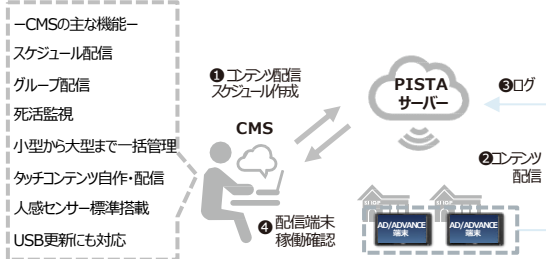 ーCMSの主な機能ー
スケジュール配信
グループ配信
死活監視
小型から大型まで一括管理
タッチコンテンツ自作・配信
人感センサー標準搭載
USB更新にも対応
❶コンテンツ配信
スケジュール作成
CMS
❹配信端末
稼働確認
PISTA
サーバー
❸ログ
❷コンテンツ
配信
AD/ADVANCE
端末
AD/ADVANCE
端末